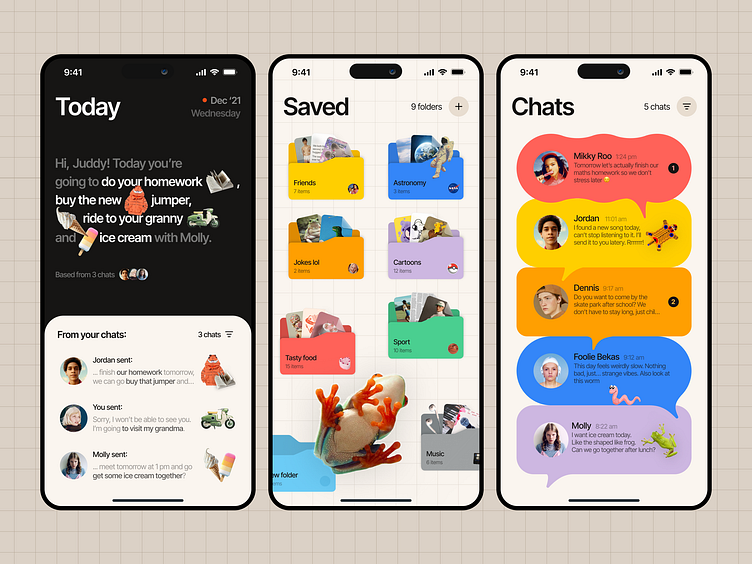 9:41
Today
Dec '21
Wednesday
Hi, Juddy! Today you're
going to do your homework ,
buy the new jumper,
ride to your granny
and ice cream with Molly.
Based from 3 chats
From your chats:
3 chats
Jordan sent:
... finish our homework tomorrow,
we can go buy that jumper and...
You sent:
Sorry, I won't be able to see you.
I'm going to visit my grandma.
Molly sent:
... meet tomorrow at 1 pm and go
get some ice cream together?
9:41
Saved
9 folders
Friends
7 items
Astronomy
3 items
NASA
Jokes lol
2 items
Cartoons
12 items
Tasty food
15 items
Sport
10 items
ew folder
items
Music
8 items
9:41
Chats
5 chats
Mikky Roo 1:24 pm
Tomorrow let's actually finish our
maths homework so we don't
stress later 😄
1
Jordan 11:01 am
I found a new song today,
can't stop listening to it. I'll
send it to you latery. Rrrrrr!
Dennis 9:17 am
Do you want to come by the
skate park after school? We
don't have to stay long, just chil...
2
Foolie Bekas 9:12 am
This day feels weirdly slow. Nothing
bad, just... strange vibes. Also look at
this worm
Molly 8:22 am
I want ice cream today.
Like the shaped like frog.
Can we go together after lunch?